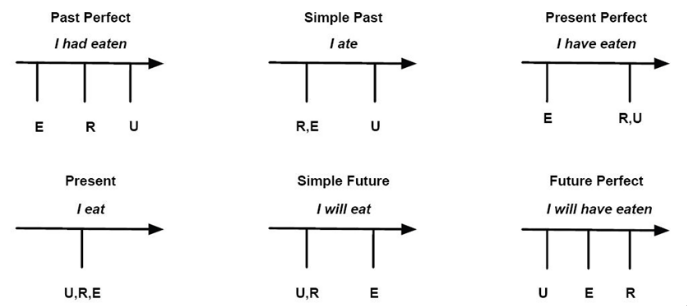 Past Perfect
I had eaten
E R U
Simple Past
I ate
R,E U
Present Perfect
I have eaten
E R,U
Present
I eat
U,R,E
Simple Future
I will eat
U,R E
Future Perfect
I will have eaten
U E R